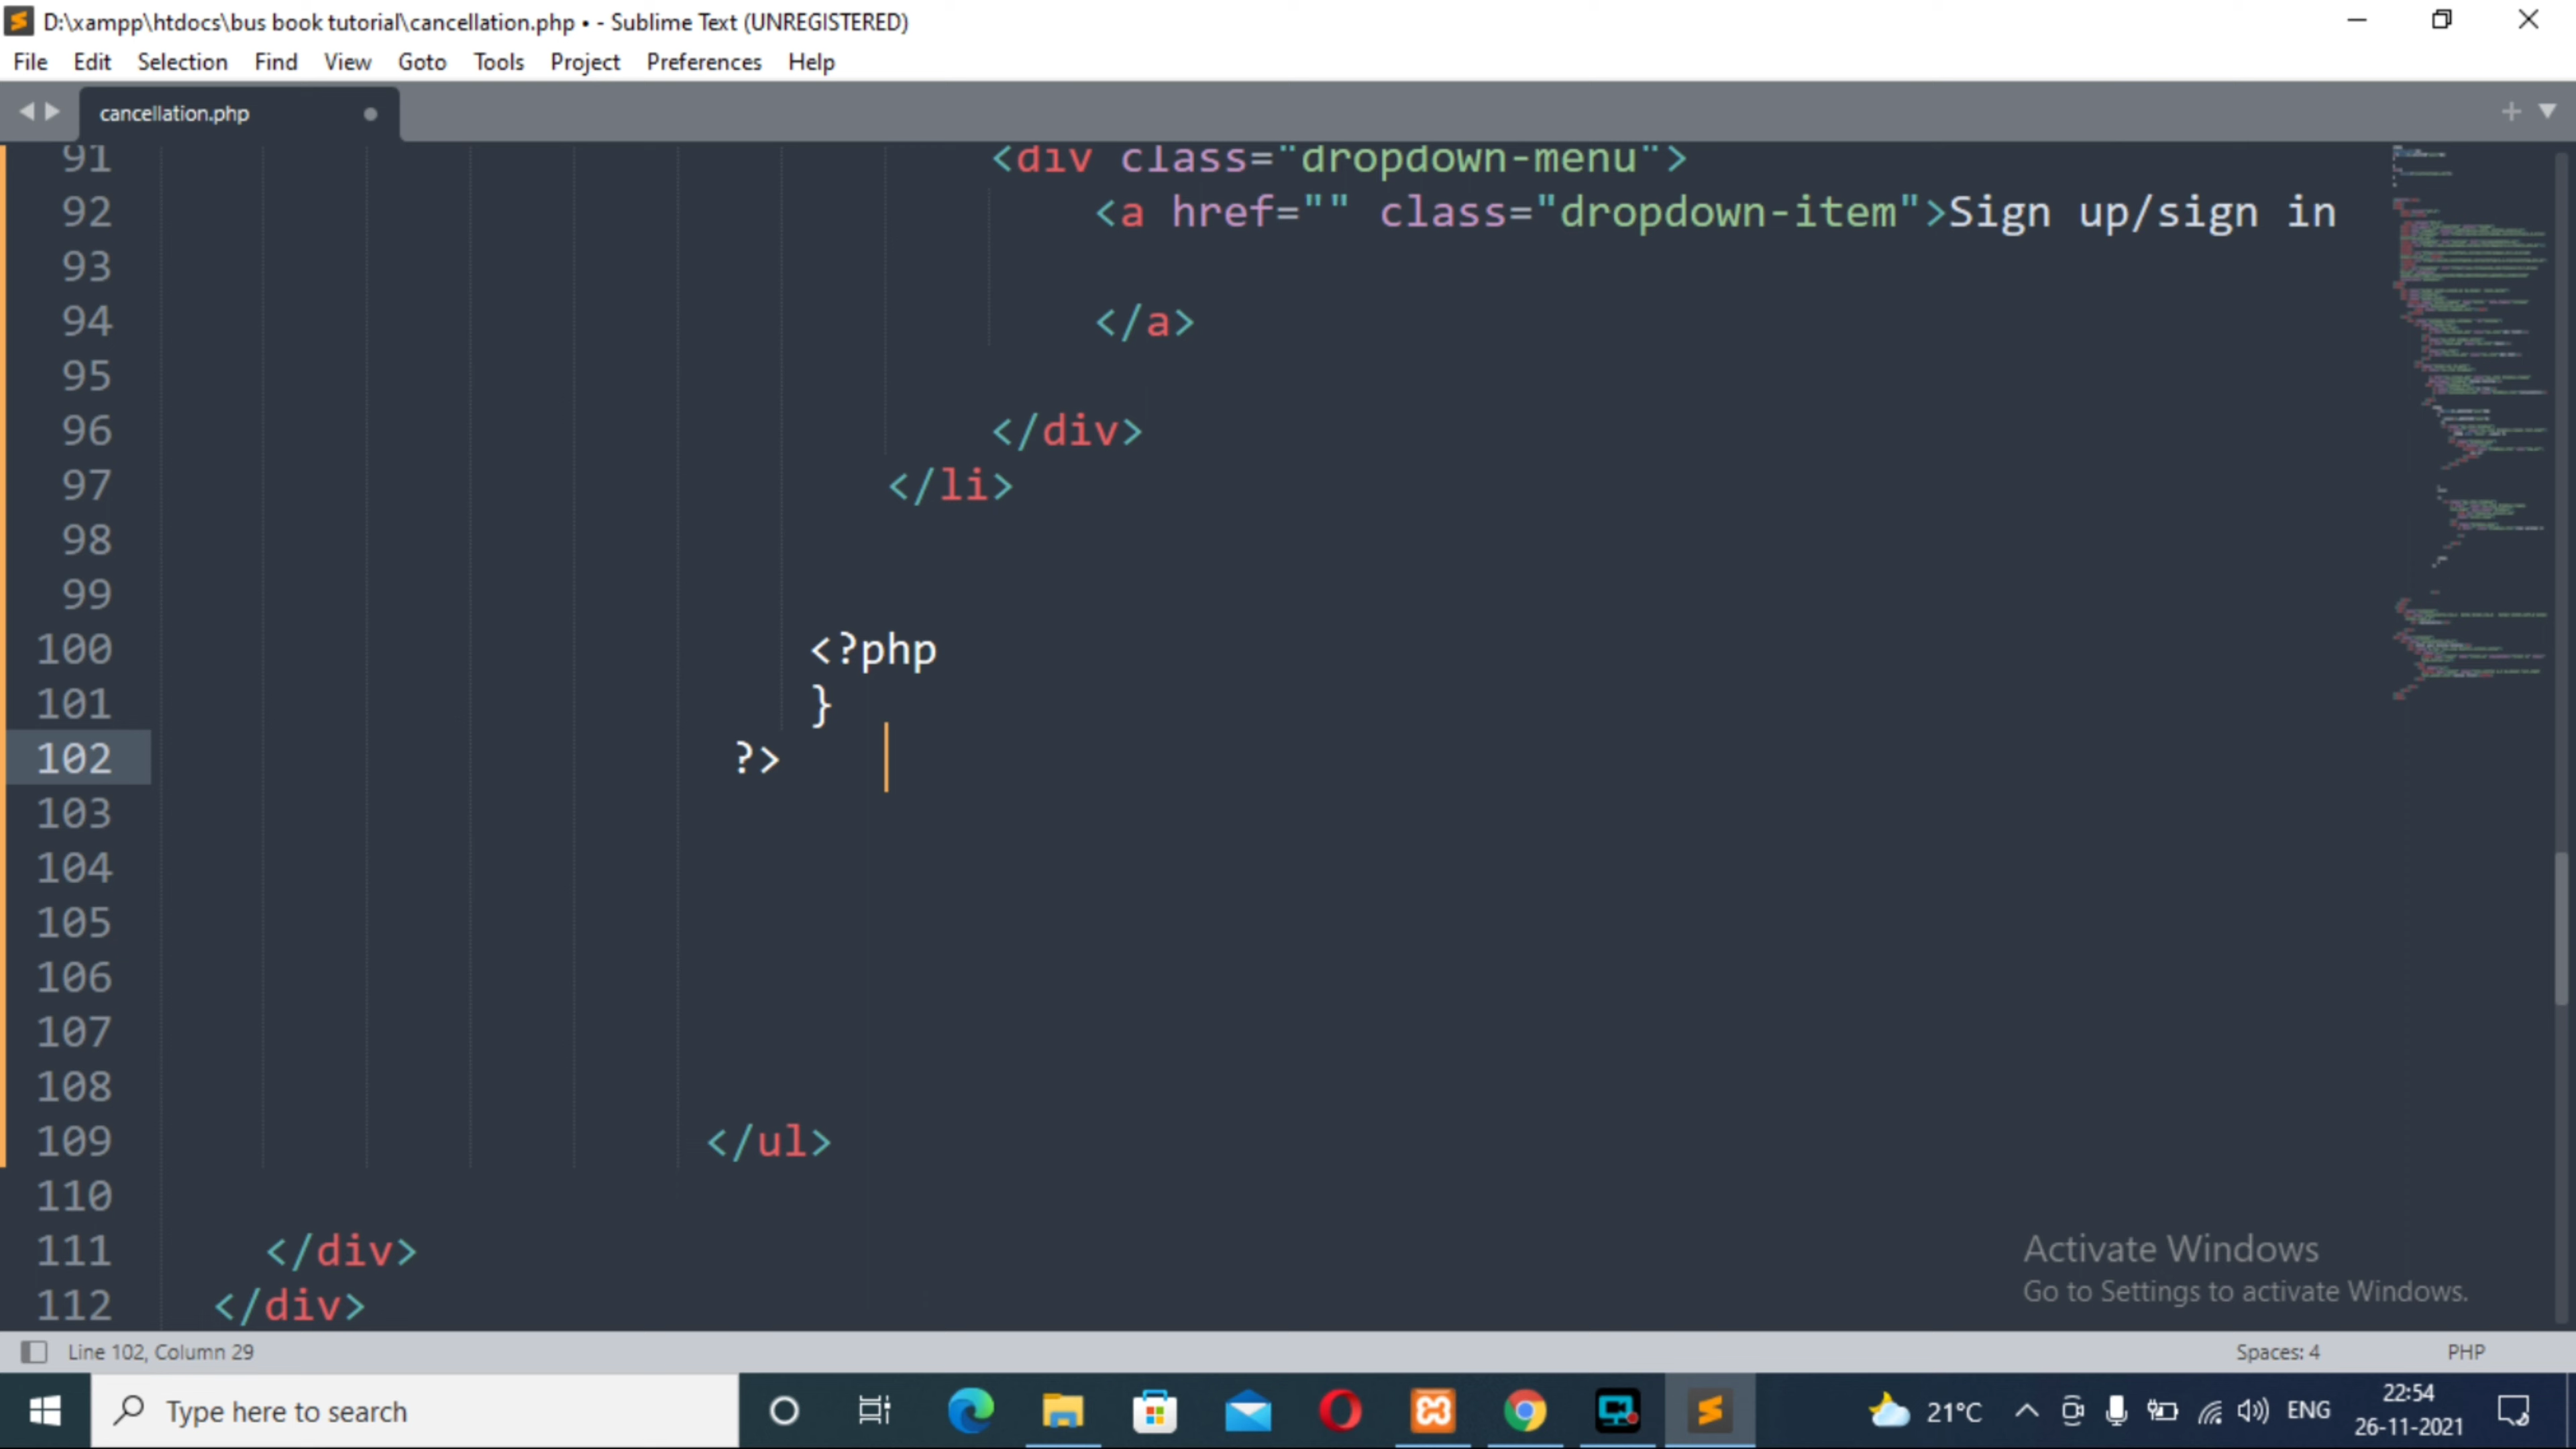 D:\xampp\htdocs\bus book tutorial\cancellation.php • - Sublime Text (UNREGISTERED)
File Edit Selection Find View Goto Tools Project Preferences Help
cancellation.php
91 <div class="dropdown-menu">
92 <a href="" class="dropdown-item">Sign up/sign in
93
94 </a>
95
96 </div>
97 </li>
98
99
100 <?php
101 }
102 ?>
103
104
105
106
107
108
109 </ul>
110
111 </div>
112 </div>
Activate Windows
Go to Settings to activate Windows.
Line 102, Column 29 Spaces: 4 PHP
Type here to search 21°C ENG 22:54
26-11-2021